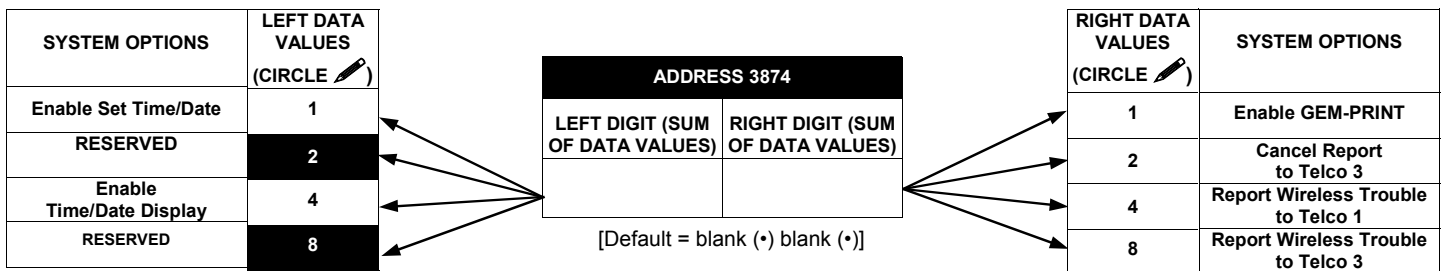 SYSTEM OPTIONS
LEFT DATA
VALUES
(CIRCLE ✎)
Enable Set Time/Date
1
RESERVED
2
Enable
Time/Date Display
4
RESERVED
8
ADDRESS 3874
LEFT DIGIT (SUM
OF DATA VALUES)
RIGHT DIGIT (SUM
OF DATA VALUES)
[Default = blank (•) blank (•)]
RIGHT DATA
VALUES
(CIRCLE ✎)
SYSTEM OPTIONS
1
Enable GEM-PRINT
2
Cancel Report
to Telco 3
4
Report Wireless Trouble
to Telco 1
8
Report Wireless Trouble
to Telco 3